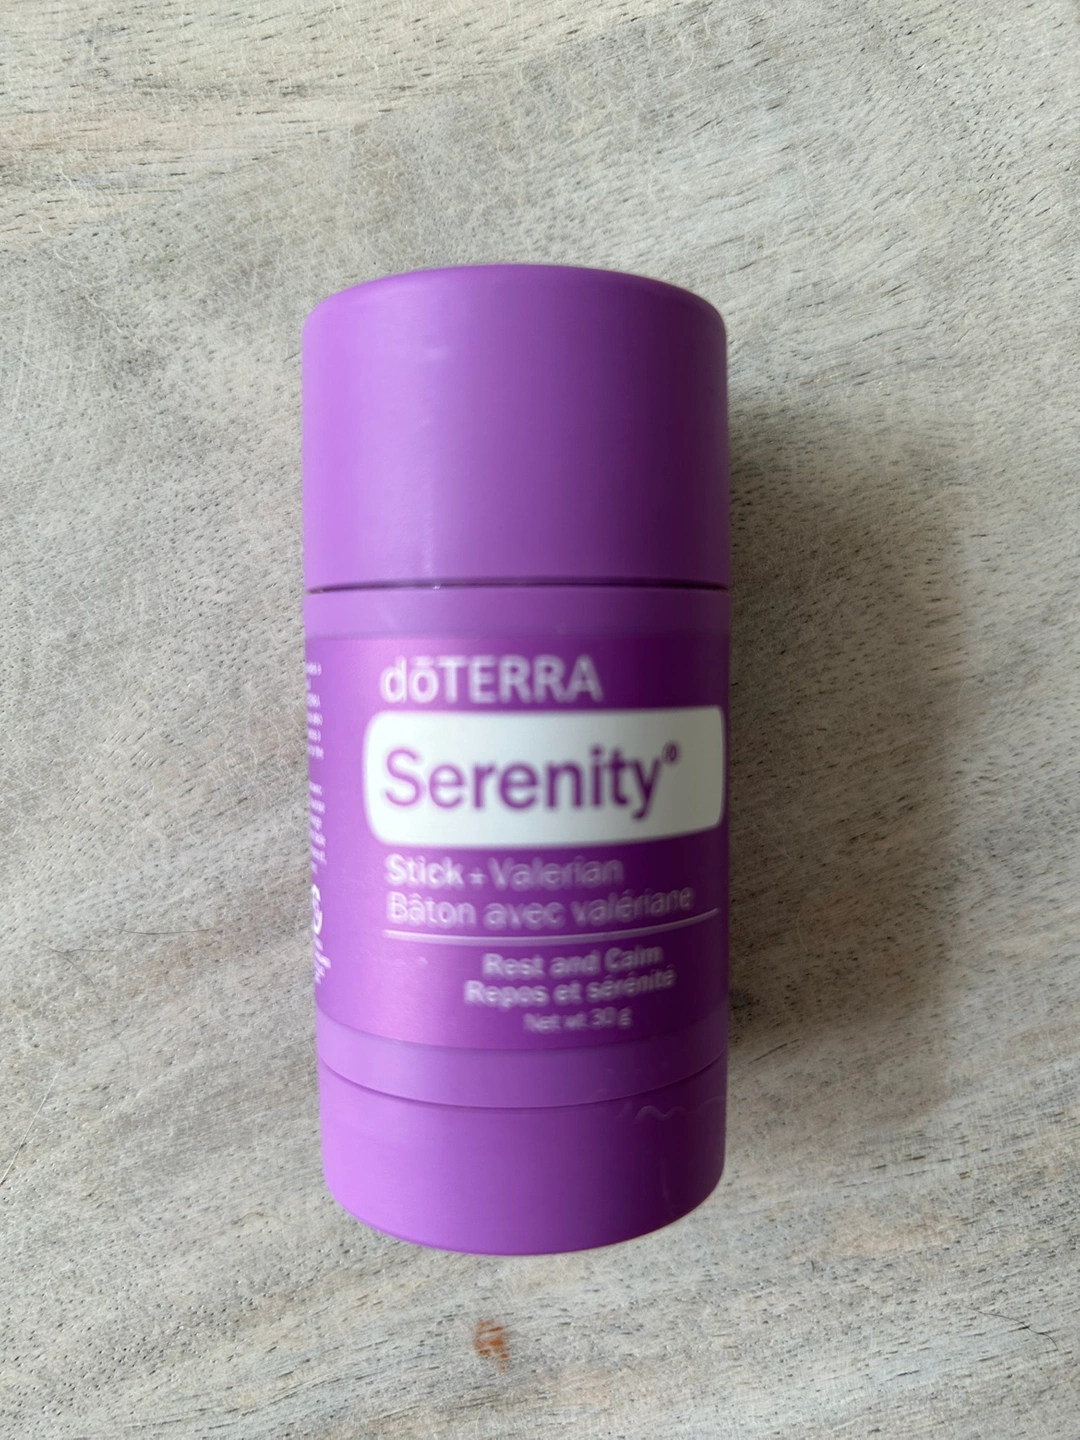 dōTERRA
Serenity®
Stick + Valerian
Bâton avec valériane
Rest and Calm
Repos et sérénité
Net wt. 30 g